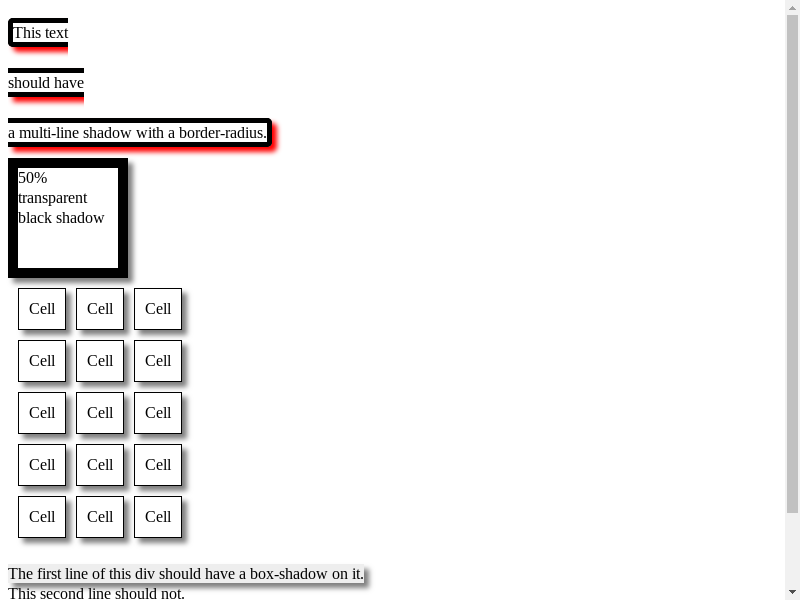 This text
should have
a multi-line shadow with a border-radius.
50%
transparent
black shadow
Cell Cell Cell
Cell Cell Cell
Cell Cell Cell
Cell Cell Cell
Cell Cell Cell
The first line of this div should have a box-shadow on it.
This second line should not.